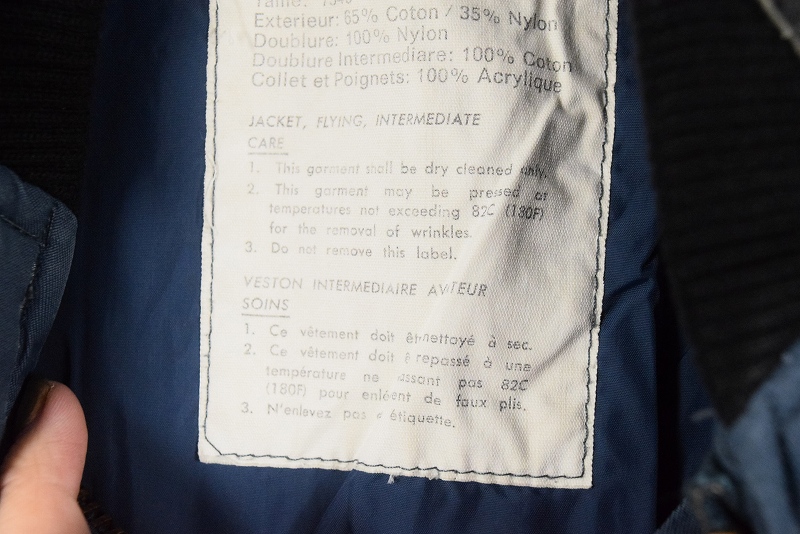 Taille: 7340
Exterieur: 65% Coton / 35% Nylon
Doublure: 100% Nylon
Doublure Intermediare: 100% Coton
Collet et Poignets: 100% Acrylique
JACKET, FLYING, INTERMEDIATE
CARE
1. This garment shall be dry cleaned only.
2. This garment may be pressed at
temperatures not exceeding 82C (180F)
for the removal of wrinkles.
3. Do not remove this label.
VESTON INTERMEDIAIRE AVIATEUR
SOINS
1. Ce vêtement doit être nettoyé à sec.
2. Ce vêtement doit repassé à une
température ne pas 82C
(180F) pour de faux plis.
3. N'enlevez pas étiquette.